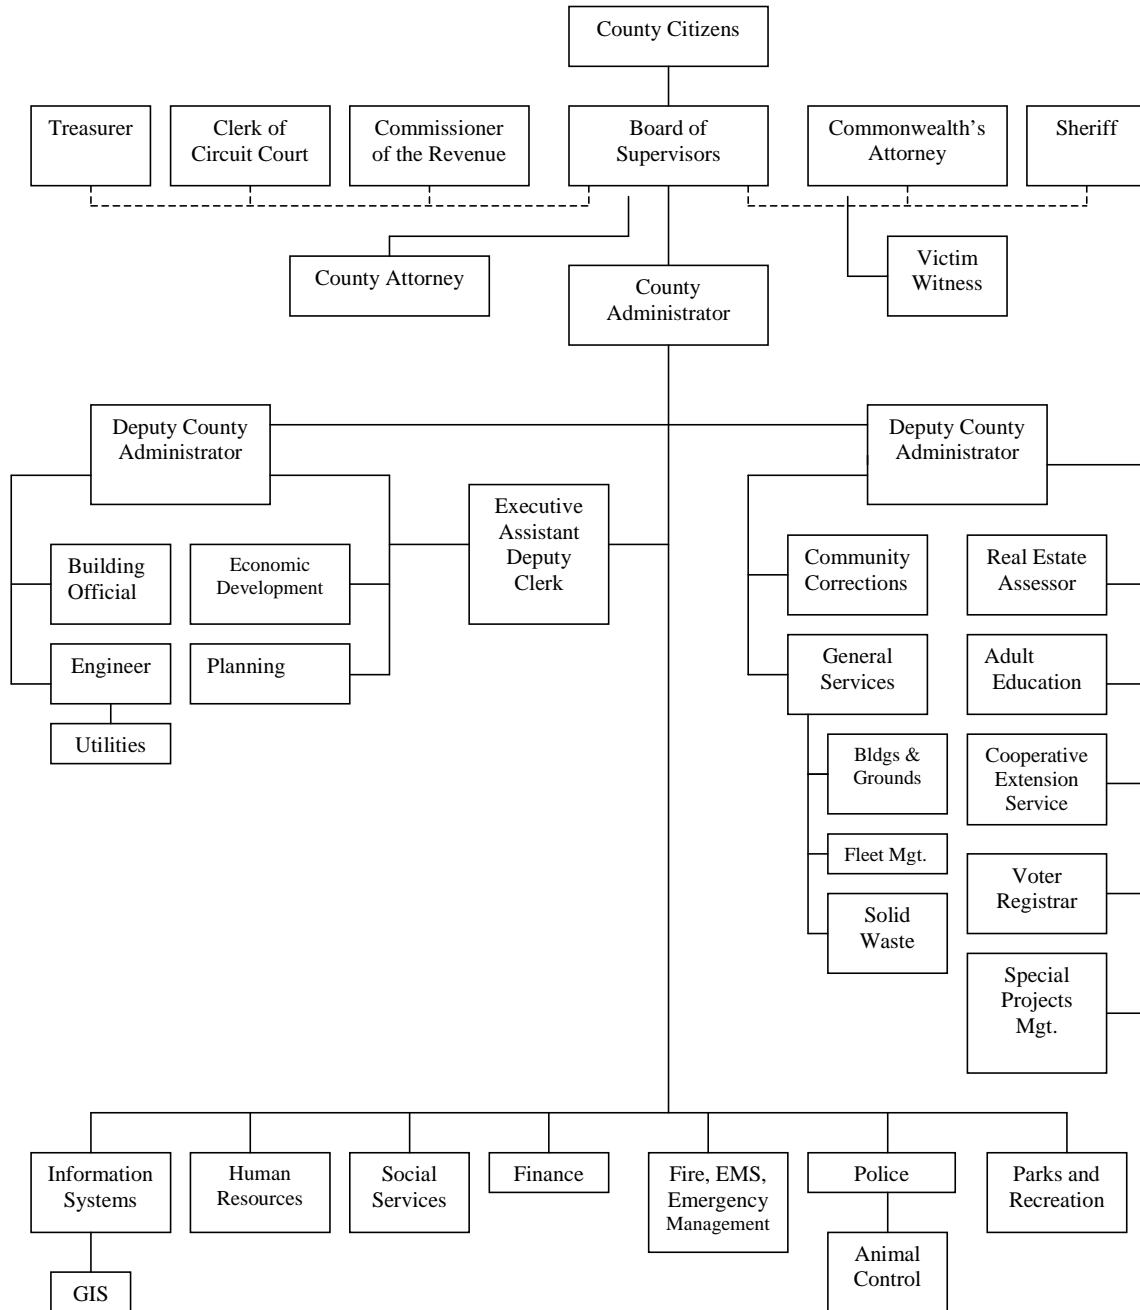 County Citizens
Treasurer
Clerk of
Circuit Court
Commissioner
of the Revenue
Board of
Supervisors
Commonwealth’s
Attorney
Sheriff
County Attorney
County
Administrator
Victim
Witness
Deputy County
Administrator
Deputy County
Administrator
Executive
Assistant
Deputy
Clerk
Building
Official
Economic
Development
Engineer
Planning
Utilities
Community
Corrections
Real Estate
Assessor
General
Services
Adult
Education
Bldgs &
Grounds
Cooperative
Extension
Service
Fleet Mgt.
Voter
Registrar
Solid
Waste
Special
Projects
Mgt.
Information
Systems
Human
Resources
Social
Services
Finance
Fire, EMS,
Emergency
Management
Police
Parks and
Recreation
GIS
Animal
Control